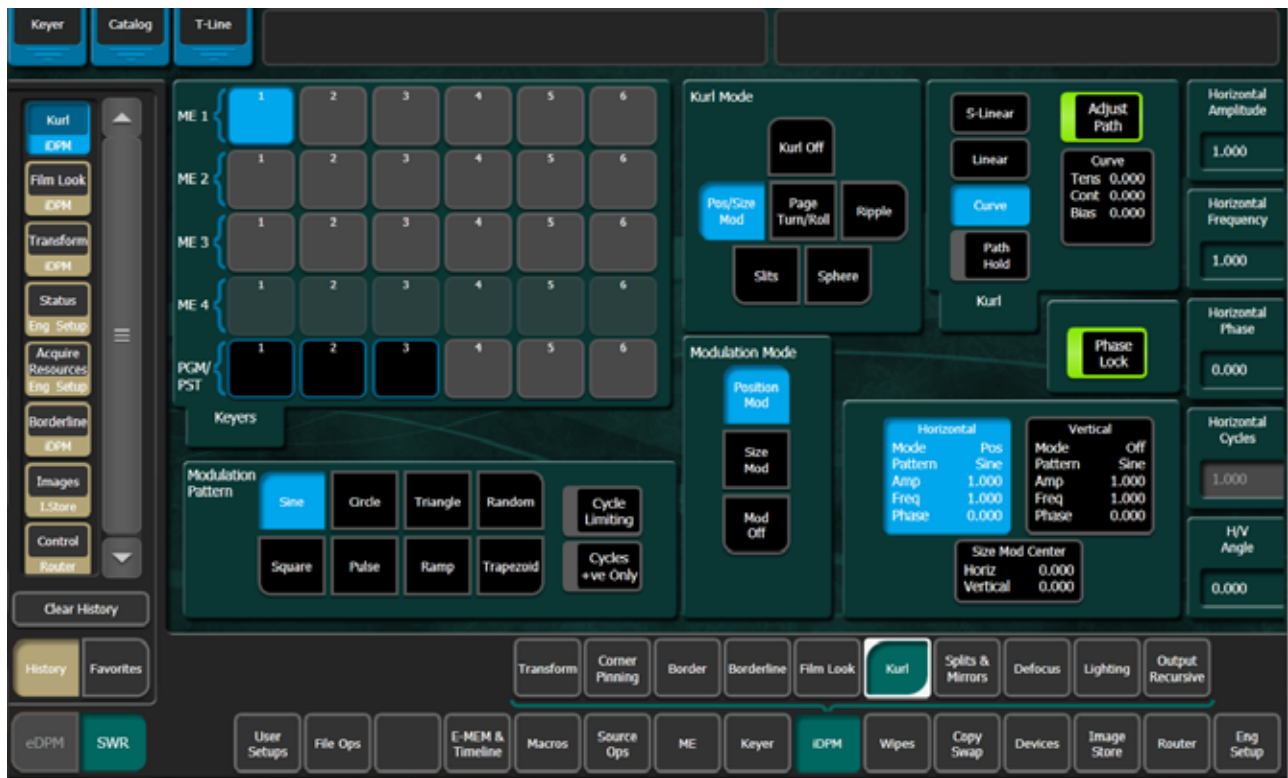 Keyer
Catalog
T-Line
Kurl
iDPM
Film Look
iDPM
Transform
iDPM
Status
Eng Setup
Acquire
Resources
Eng Setup
Borderline
iDPM
Images
I.Store
Control
Router
Clear History
History
Favorites
eDPM
SWR
ME 1
1 2 3 4 5 6
ME 2
1 2 3 4 5 6
ME 3
1 2 3 4 5 6
ME 4
1 2 3 4 5 6
PGM/
PST
1 2 3 4 5 6
Keyers
Modulation
Pattern
Sine
Circle
Triangle
Random
Cycle
Limiting
Square
Pulse
Ramp
Trapezoid
Cycles
+ve Only
Kurl Mode
Kurl Off
Pos/Size
Mod
Page
Turn/Roll
Ripple
Slits
Sphere
Modulation Mode
Position
Mod
Size
Mod
Mod
Off
S-Linear
Linear
Curve
Path
Hold
Kurl
Adjust
Path
Curve
Tens 0.000
Cont 0.000
Bias 0.000
Phase
Lock
Horizontal
Mode Pos
Pattern Sine
Amp 1.000
Freq 1.000
Phase 0.000
Vertical
Mode Off
Pattern Sine
Amp 1.000
Freq 1.000
Phase 0.000
Size Mod Center
Horiz 0.000
Vertical 0.000
Horizontal
Amplitude
1.000
Horizontal
Frequency
1.000
Horizontal
Phase
0.000
Horizontal
Cycles
1.000
H/V
Angle
0.000
Transform
Corner
Pinning
Border
Borderline
Film Look
Kurl
Splits &
Mirrors
Defocus
Lighting
Output
Recursive
User
Setups
File Ops
E-MEM &
Timeline
Macros
Source
Ops
ME
Keyer
iDPM
Wipes
Copy
Swap
Devices
Image
Store
Router
Eng
Setup